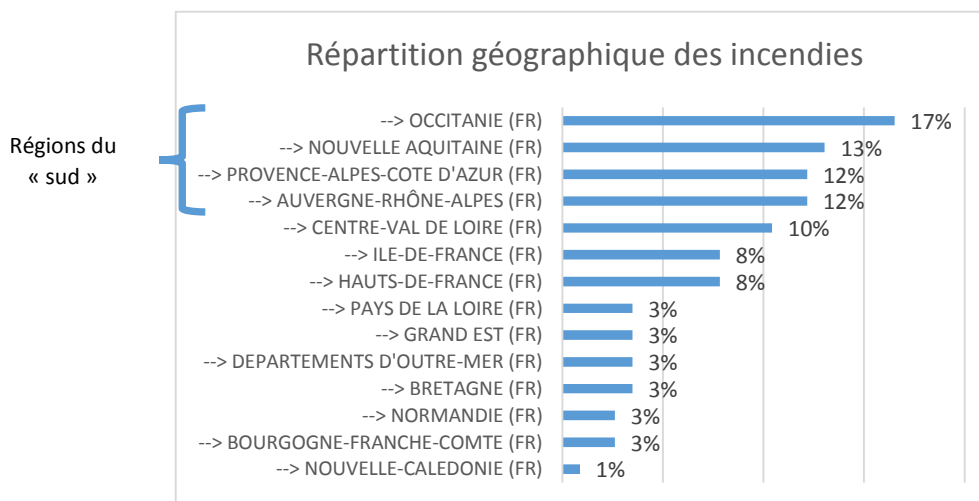 Répartition géographique des incendies
Régions du
« sud »
--> OCCITANIE (FR) 17%
--> NOUVELLE AQUITAINE (FR) 13%
--> PROVENCE-ALPES-COTE D'AZUR (FR) 12%
--> AUVERGNE-RHÔNE-ALPES (FR) 12%
--> CENTRE-VAL DE LOIRE (FR) 10%
--> ILE-DE-FRANCE (FR) 8%
--> HAUTS-DE-FRANCE (FR) 8%
--> PAYS DE LA LOIRE (FR) 3%
--> GRAND EST (FR) 3%
--> DEPARTEMENTS D'OUTRE-MER (FR) 3%
--> BRETAGNE (FR) 3%
--> NORMANDIE (FR) 3%
--> BOURGOGNE-FRANCHE-COMTE (FR) 3%
--> NOUVELLE-CALEDONIE (FR) 1%